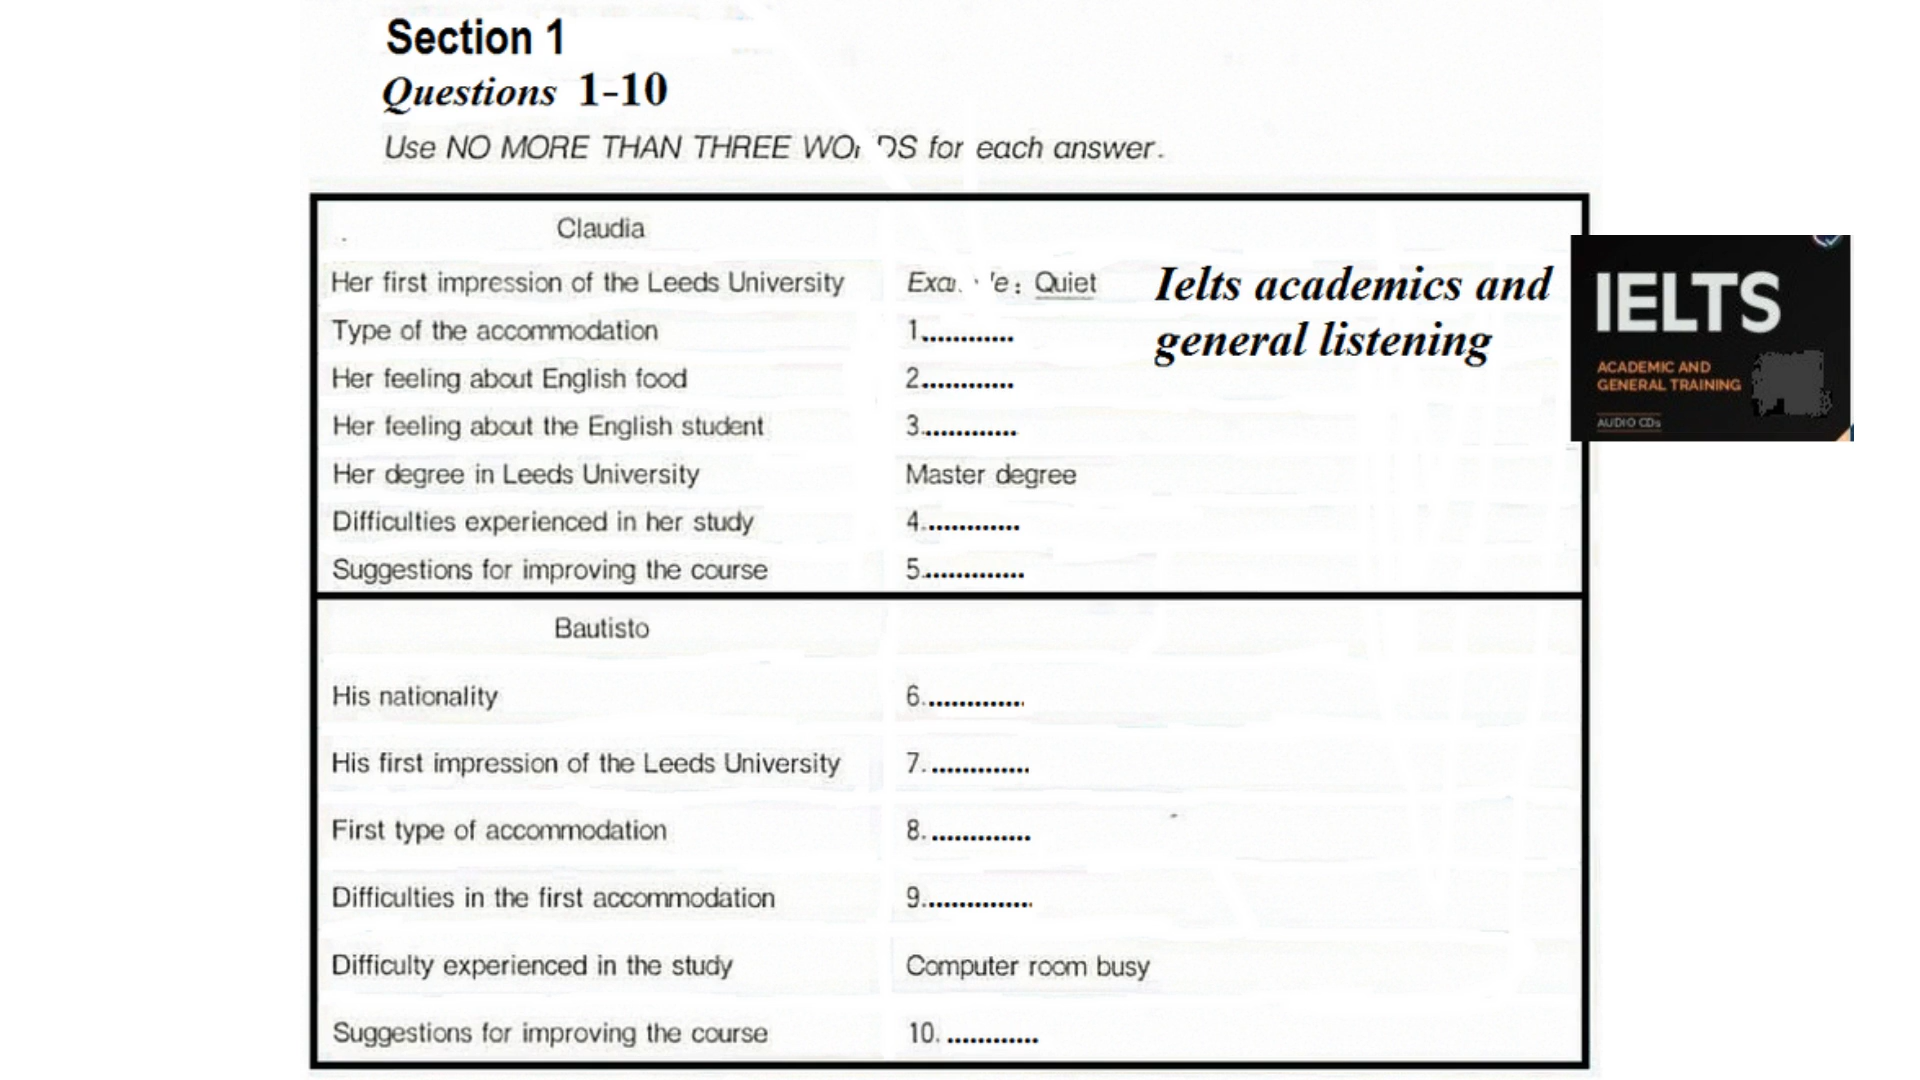 Section 1
Questions 1-10
Use NO MORE THAN THREE for each answer.
Claudia
Her first impression of the Leeds University : Quiet
Type of the accommodation 1.............
Her feeling about English food 2.............
Her feeling about the English student 3.............
Her degree in Leeds University Master degree
Difficulties experienced in her study 4.............
Suggestions for improving the course 5.............
Ielts academics and
general listening
IELTS
ACADEMIC AND
GENERAL TRAINING
AUDIO CDs
Bautisto
His nationality 6.............
His first impression of the Leeds University 7. .............
First type of accommodation 8. .............
Difficulties in the first accommodation 9..............
Difficulty experienced in the study Computer room busy
Suggestions for improving the course 10. ............